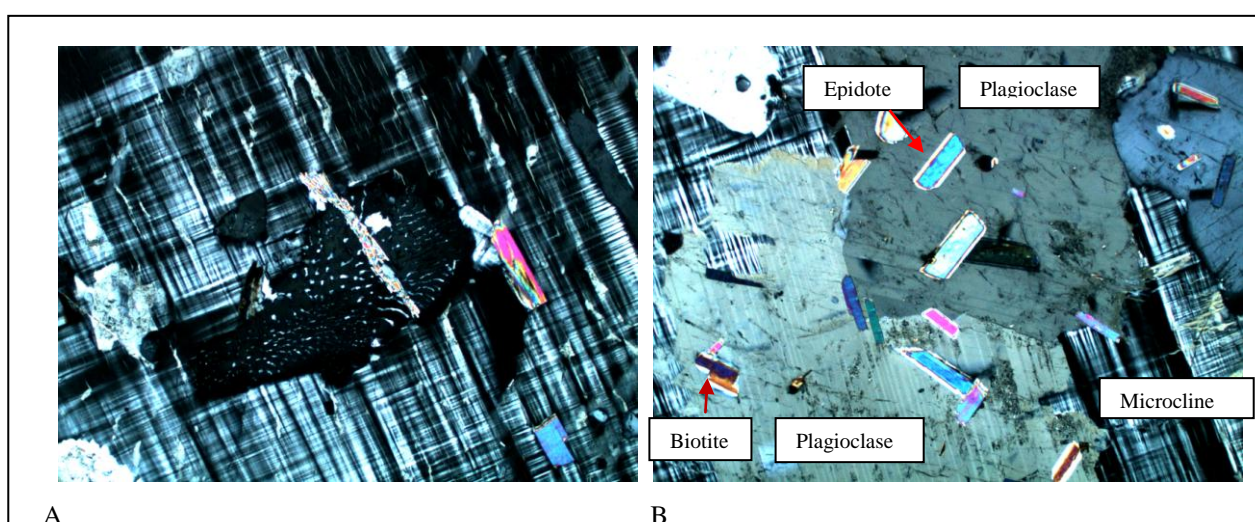 Epidote
Plagioclase
Microcline
Biotite
Plagioclase
A
B